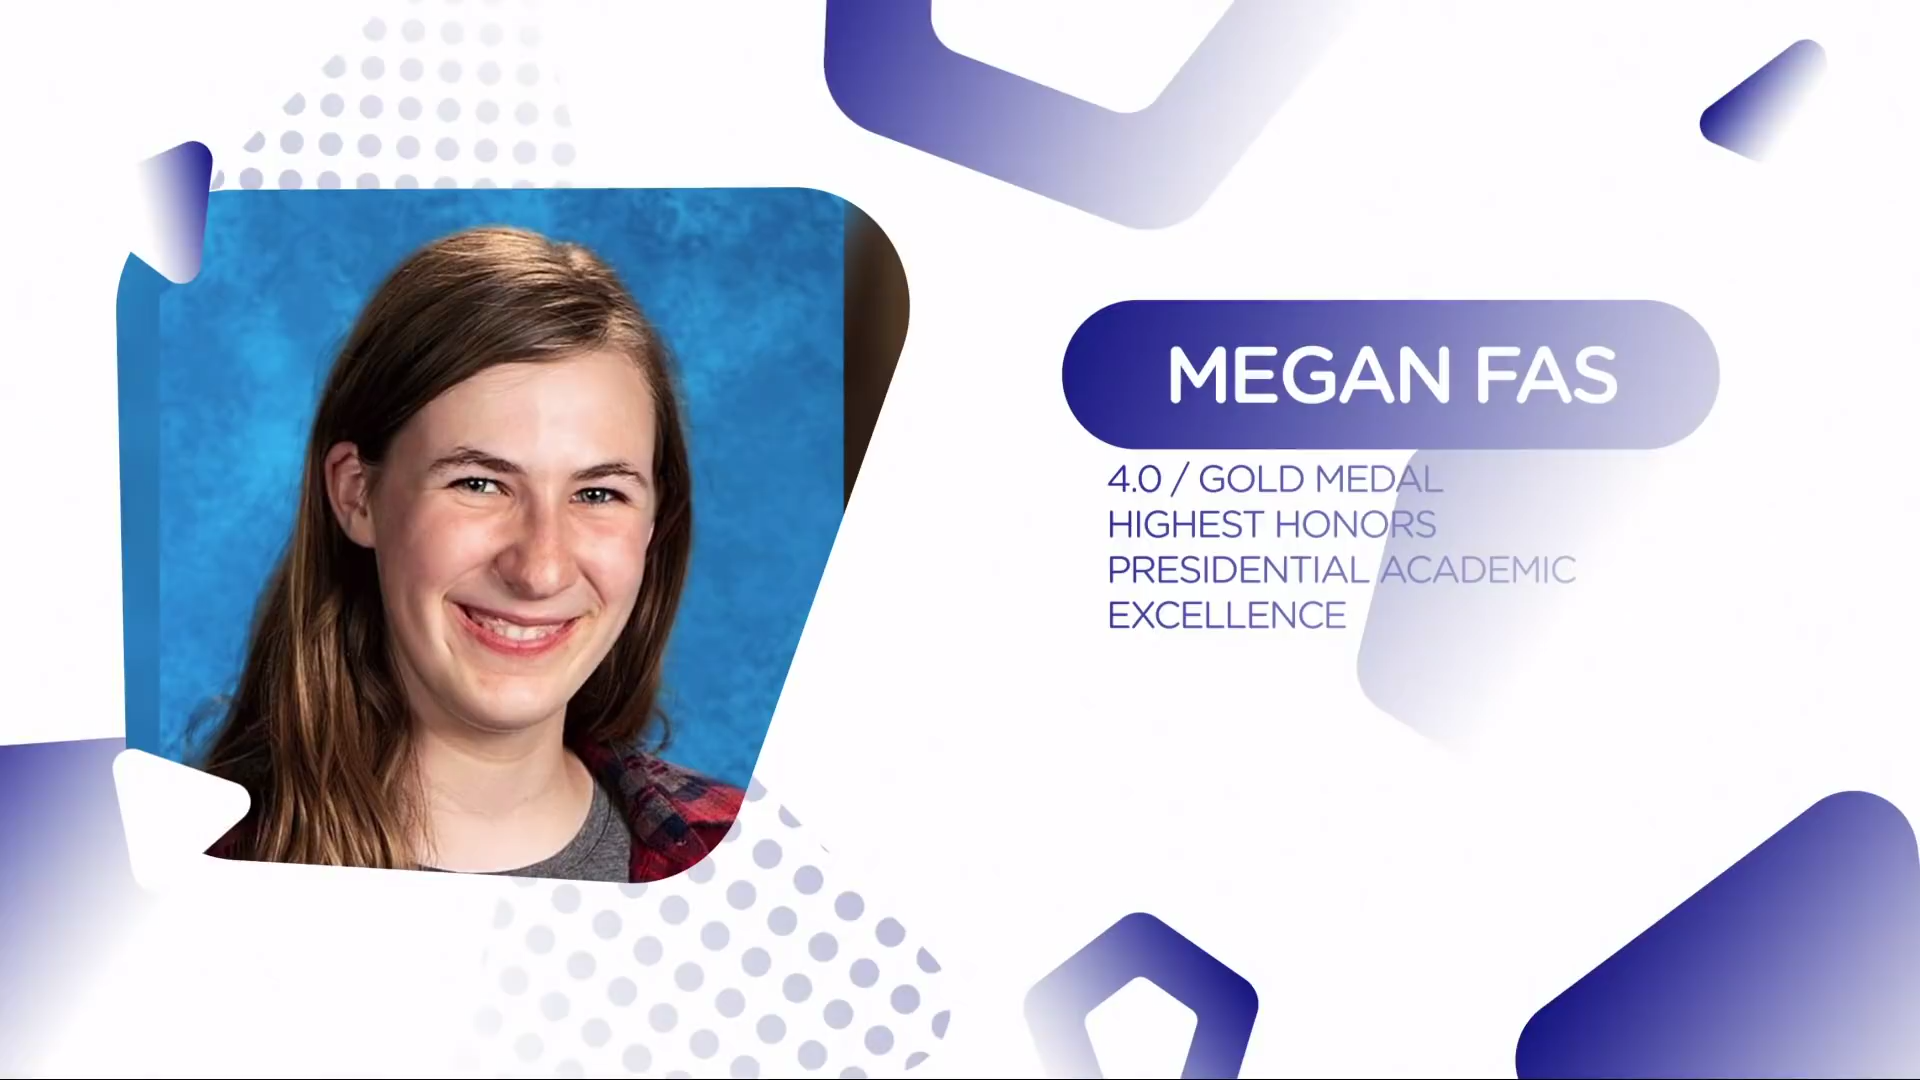 MEGAN FAS
4.0 / GOLD MEDAL
HIGHEST HONORS
PRESIDENTIAL ACADEMIC
EXCELLENCE